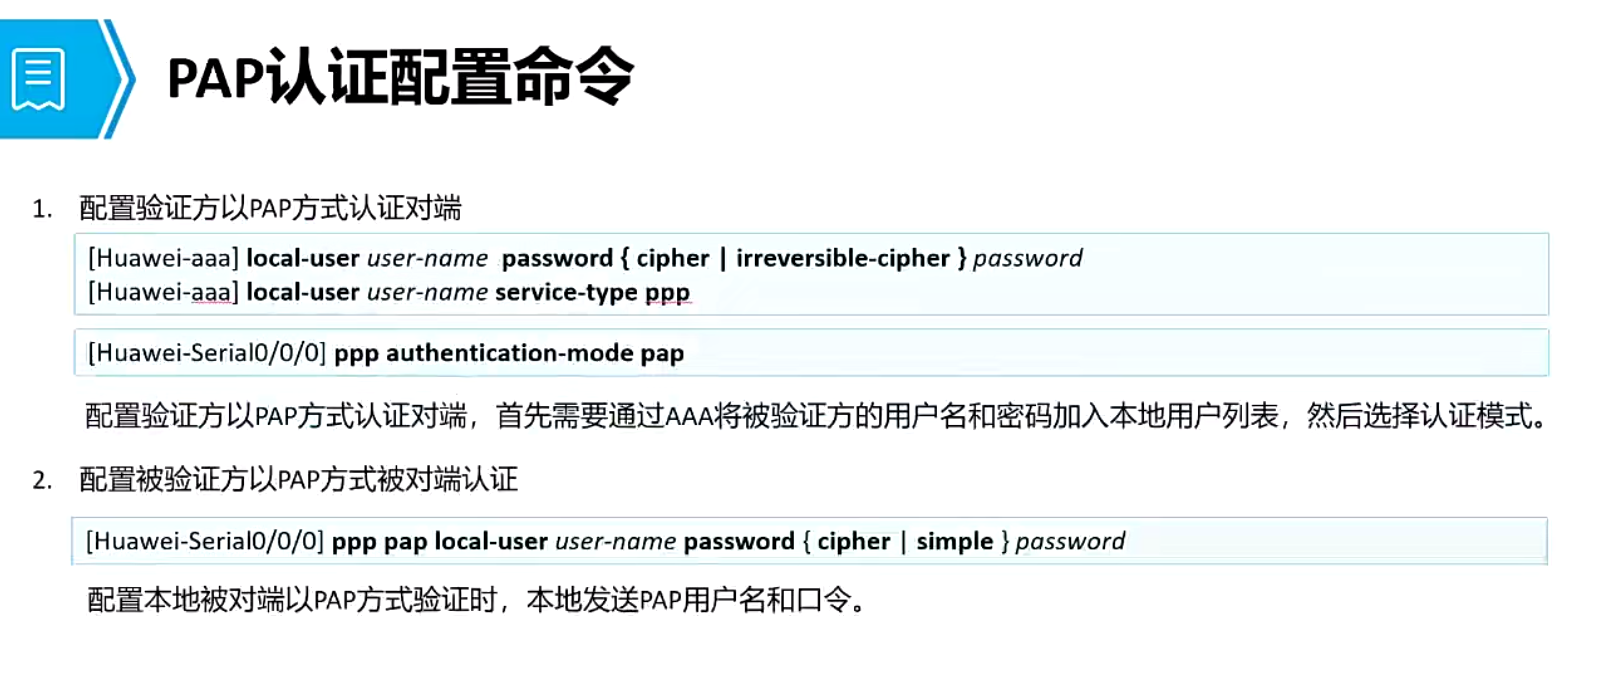 PAP认证配置命令
1. 配置验证方以PAP方式认证对端
[Huawei-aaa] local-user user-name password { cipher | irreversible-cipher } password
[Huawei-aaa] local-user user-name service-type ppp
[Huawei-Serial0/0/0] ppp authentication-mode pap
配置验证方以PAP方式认证对端，首先需要通过AAA将被验证方的用户名和密码加入本地用户列表，然后选择认证模式。
2. 配置被验证方以PAP方式被对端认证
[Huawei-Serial0/0/0] ppp pap local-user user-name password { cipher | simple } password
配置本地被对端以PAP方式验证时，本地发送PAP用户名和口令。